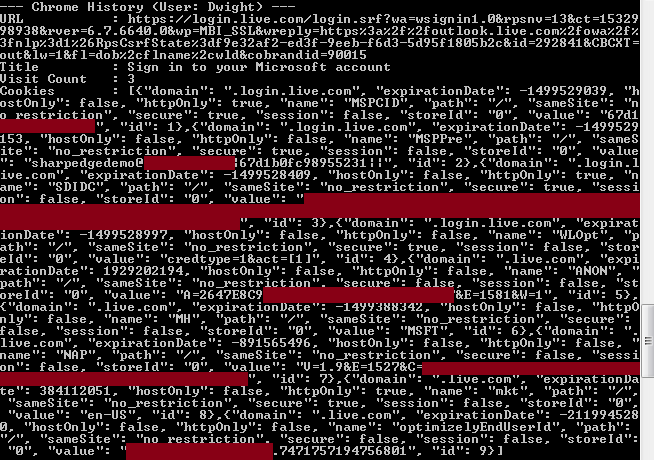 --- Chrome History (User: Dwight) ---
URL : https://login.live.com/login.srf?wa=wsignin1.0&rpsnv=13&ct=15329
98938&rver=6.7.6640.0&wp=MBI_SSL&wreply=https%3a%2f%2foutlook.live.com%2fowa%2f%
3fnlp%3d1%26RpsCsrfState%3df9e32af2-ed3f-9eeb-f6d3-5d95f1805b2c&id=292841&CBCXT=
out&lw=1&fl=dob%2cflname%2cwld&cobrandid=90015
Title : Sign in to your Microsoft account
Visit Count : 3
Cookies : [{"domain": ".login.live.com", "expirationDate": -1499529039, "h
ostOnly": false, "httpOnly": true, "name": "MSPCID", "path": "/", "sameSite": "n
o_restriction", "secure": true, "session": false, "storeId": "0", "value": "67d1
", "id": 1},{"domain": ".login.live.com", "expirationDate": -1499529
153, "hostOnly": false, "httpOnly": false, "name": "MSPPre", "path": "/", "sameS
ite": "no_restriction", "secure": true, "session": false, "storeId": "0", "value
": "sharpedgedemo@ |67d1b0fc98955231||", "id": 2},{"domain": ".login.l
ive.com", "expirationDate": -1499528409, "hostOnly": false, "httpOnly": true, "n
ame": "SDIDC", "path": "/", "sameSite": "no_restriction", "secure": true, "sessi
on": false, "storeId": "0", "value": "
", "id": 3},{"domain": ".login.live.com", "expirat
ionDate": -1499528997, "hostOnly": false, "httpOnly": false, "name": "WLOpt", "p
ath": "/", "sameSite": "no_restriction", "secure": true, "session": false, "stor
eId": "0", "value": "credtype=1&act=[1]", "id": 4},{"domain": ".live.com", "expi
rationDate": 1929202194, "hostOnly": false, "httpOnly": false, "name": "ANON", "
path": "/", "sameSite": "no_restriction", "secure": false, "session": false, "st
oreId": "0", "value": "A=2647E8C9 &E=1581&W=1", "id": 5},
{"domain": ".live.com", "expirationDate": -1499388342, "hostOnly": false, "httpO
nly": false, "name": "MH", "path": "/", "sameSite": "no_restriction", "secure":
false, "session": false, "storeId": "0", "value": "MSFT", "id": 6},{"domain": ".
live.com", "expirationDate": -891565496, "hostOnly": false, "httpOnly": false, "
name": "NAP", "path": "/", "sameSite": "no_restriction", "secure": false, "sessi
on": false, "storeId": "0", "value": "V=1.9&E=1527&C=
", "id": 7},{"domain": ".live.com", "expirationDa
te": 384112051, "hostOnly": false, "httpOnly": true, "name": "mkt", "path": "/",
"sameSite": "no_restriction", "secure": true, "session": false, "storeId": "0",
"value": "en-US", "id": 8},{"domain": ".live.com", "expirationDate": -211994528
0, "hostOnly": false, "httpOnly": false, "name": "optimizelyEndUserId", "path":
"/", "sameSite": "no_restriction", "secure": false, "session": false, "storeId":
"0", "value": " .7471757194756801", "id": 9}]